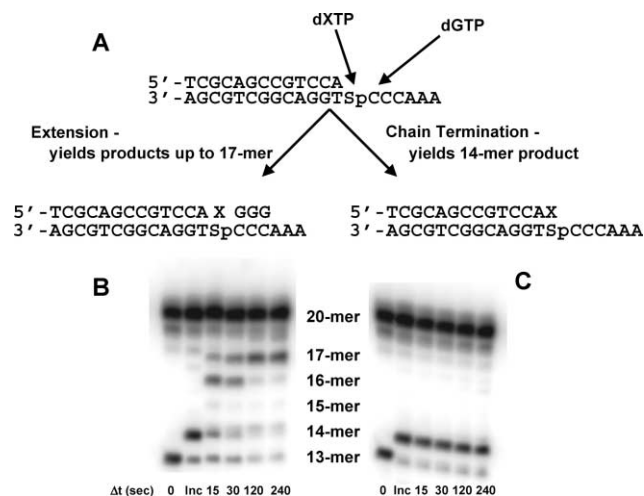 A
dXTP dGTP
5'-TCGCAGCCGTCCA
3'-AGCGTCGGCAGGTSpCCCAAA
Extension -
yields products up to 17-mer
Chain Termination -
yields 14-mer product
5'-TCGCAGCCGTCCA X GGG
3'-AGCGTCGGCAGGTSpCCCAAA
5'-TCGCAGCCGTCCAX
3'-AGCGTCGGCAGGTSpCCCAAA
B
C
20-mer
17-mer
16-mer
15-mer
14-mer
13-mer
Δt (sec) 0 Inc 15 30 120 240
0 Inc 15 30 120 240